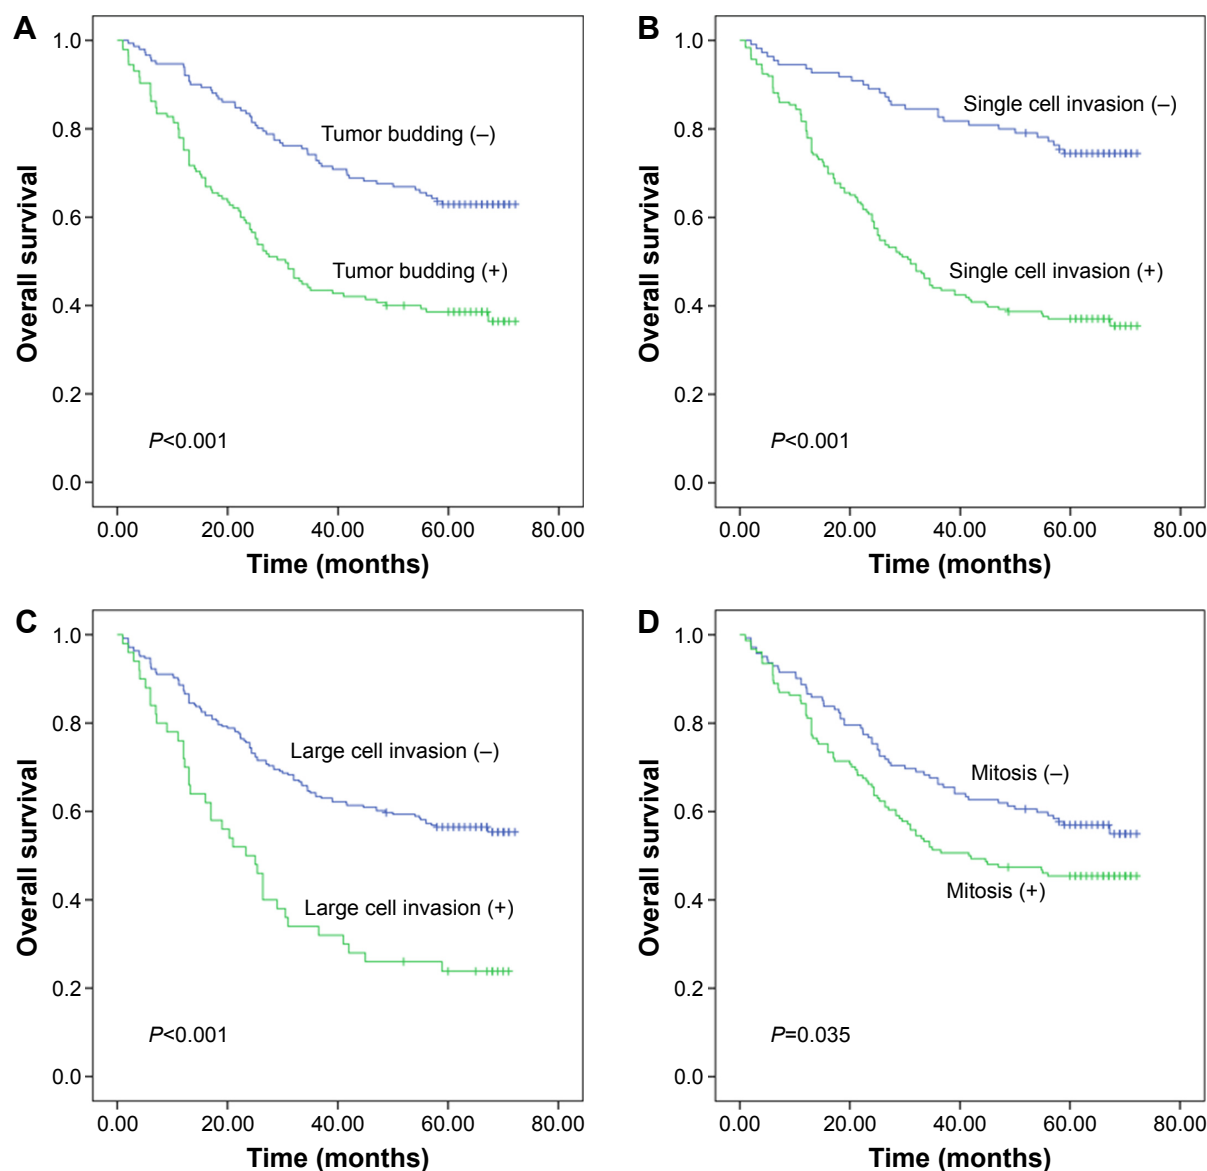 A
Overall survival
1.0
0.8
0.6
0.4
0.2
0.0
Tumor budding (–)
Tumor budding (+)
P<0.001
0.00 20.00 40.00 60.00 80.00
Time (months)
B
Overall survival
1.0
0.8
0.6
0.4
0.2
0.0
Single cell invasion (–)
Single cell invasion (+)
P<0.001
0.00 20.00 40.00 60.00 80.00
Time (months)
C
Overall survival
1.0
0.8
0.6
0.4
0.2
0.0
Large cell invasion (–)
Large cell invasion (+)
P<0.001
0.00 20.00 40.00 60.00 80.00
Time (months)
D
Overall survival
1.0
0.8
0.6
0.4
0.2
0.0
Mitosis (–)
Mitosis (+)
P=0.035
0.00 20.00 40.00 60.00 80.00
Time (months)